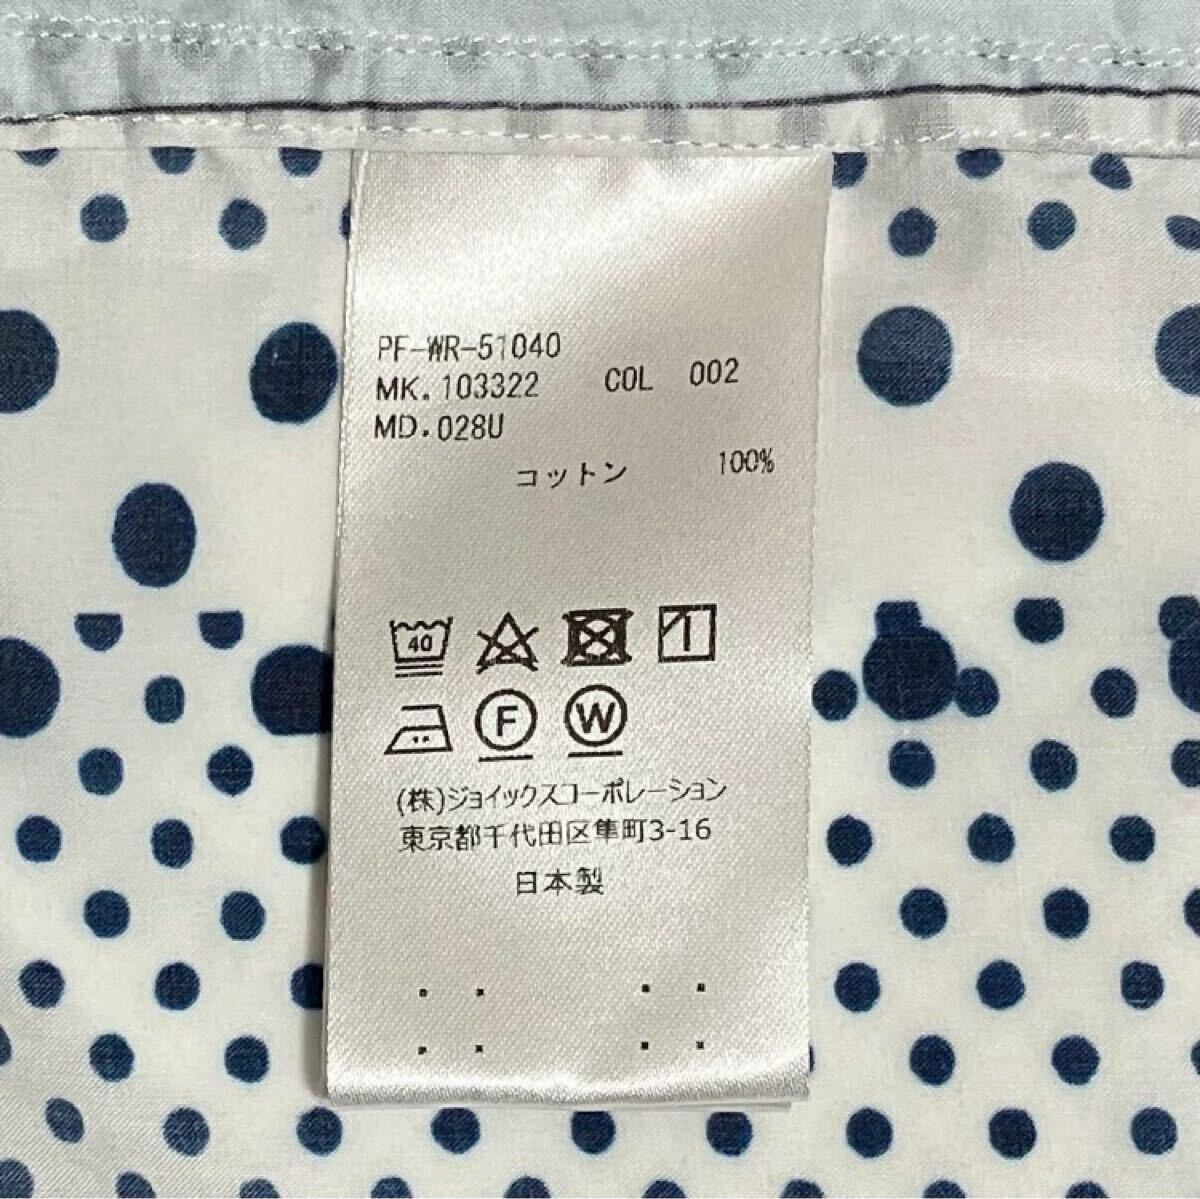 PF-WR-51040
MK.103322 COL 002
MD.028U
コットン 100%
40
F W
(株)ジョイックスコーポレーション
東京都千代田区隼町3-16
日本製